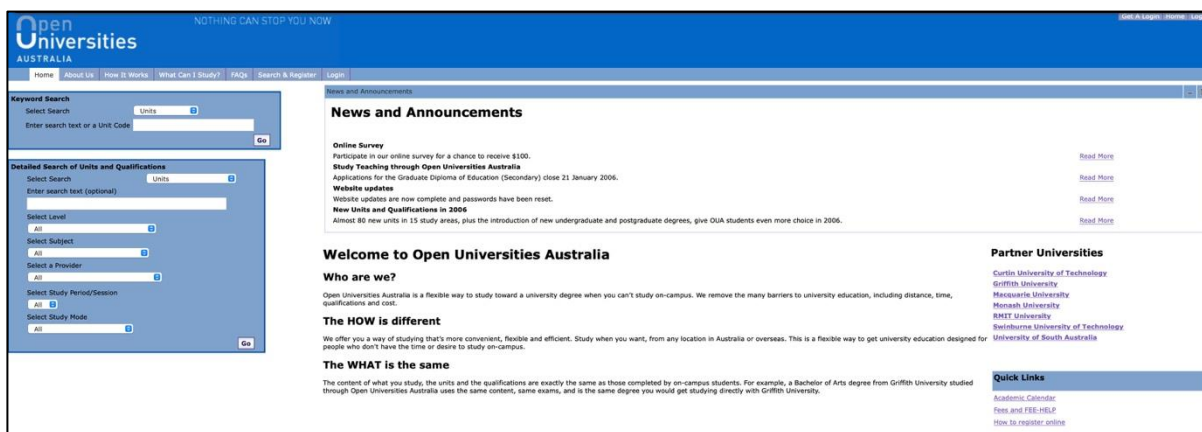 Open
Universities
AUSTRALIA
NOTHING CAN STOP YOU NOW
Get A Login Home
Home About Us How It Works What Can I Study? FAQs Search & Register Login
Keyword Search
Select Search Units
Enter search text or a Unit Code
Go
Detailed Search of Units and Qualifications
Select Search Units
Enter search text (optional)
Select Level
All
Select Subject
All
Select a Provider
All
Select Study Period/Session
All
Select Study Mode
All
Go
News and Announcements
News and Announcements
Online Survey
Participate in our online survey for a chance to receive $100. Read More
Study Teaching through Open Universities Australia
Applications for the Graduate Diploma of Education (Secondary) close 21 January 2006. Read More
Website updates
Website updates are now complete and passwords have been reset. Read More
New Units and Qualifications in 2006
Almost 80 new units in 15 study areas, plus the introduction of new undergraduate and postgraduate degrees, give OUA students even more choice in 2006. Read More
Welcome to Open Universities Australia
Who are we?
Open Universities Australia is a flexible way to study toward a university degree when you can't study on-campus. We remove the many barriers to university education, including distance, time,
qualifications and cost.
The HOW is different
We offer you a way of studying that's more convenient, flexible and efficient. Study when you want, from any location in Australia or overseas. This is a flexible way to get university education designed for
people who don't have the time or desire to study on-campus.
The WHAT is the same
The content of what you study, the units and the qualifications are exactly the same as those completed by on-campus students. For example, a Bachelor of Arts degree from Griffith University studied
through Open Universities Australia uses the same content, same exams, and is the same degree you would get studying directly with Griffith University.
Partner Universities
Curtin University of Technology
Griffith University
Macquarie University
Monash University
RMIT University
Swinburne University of Technology
University of South Australia
Quick Links
Academic Calendar
Fees and FEE-HELP
How to register online